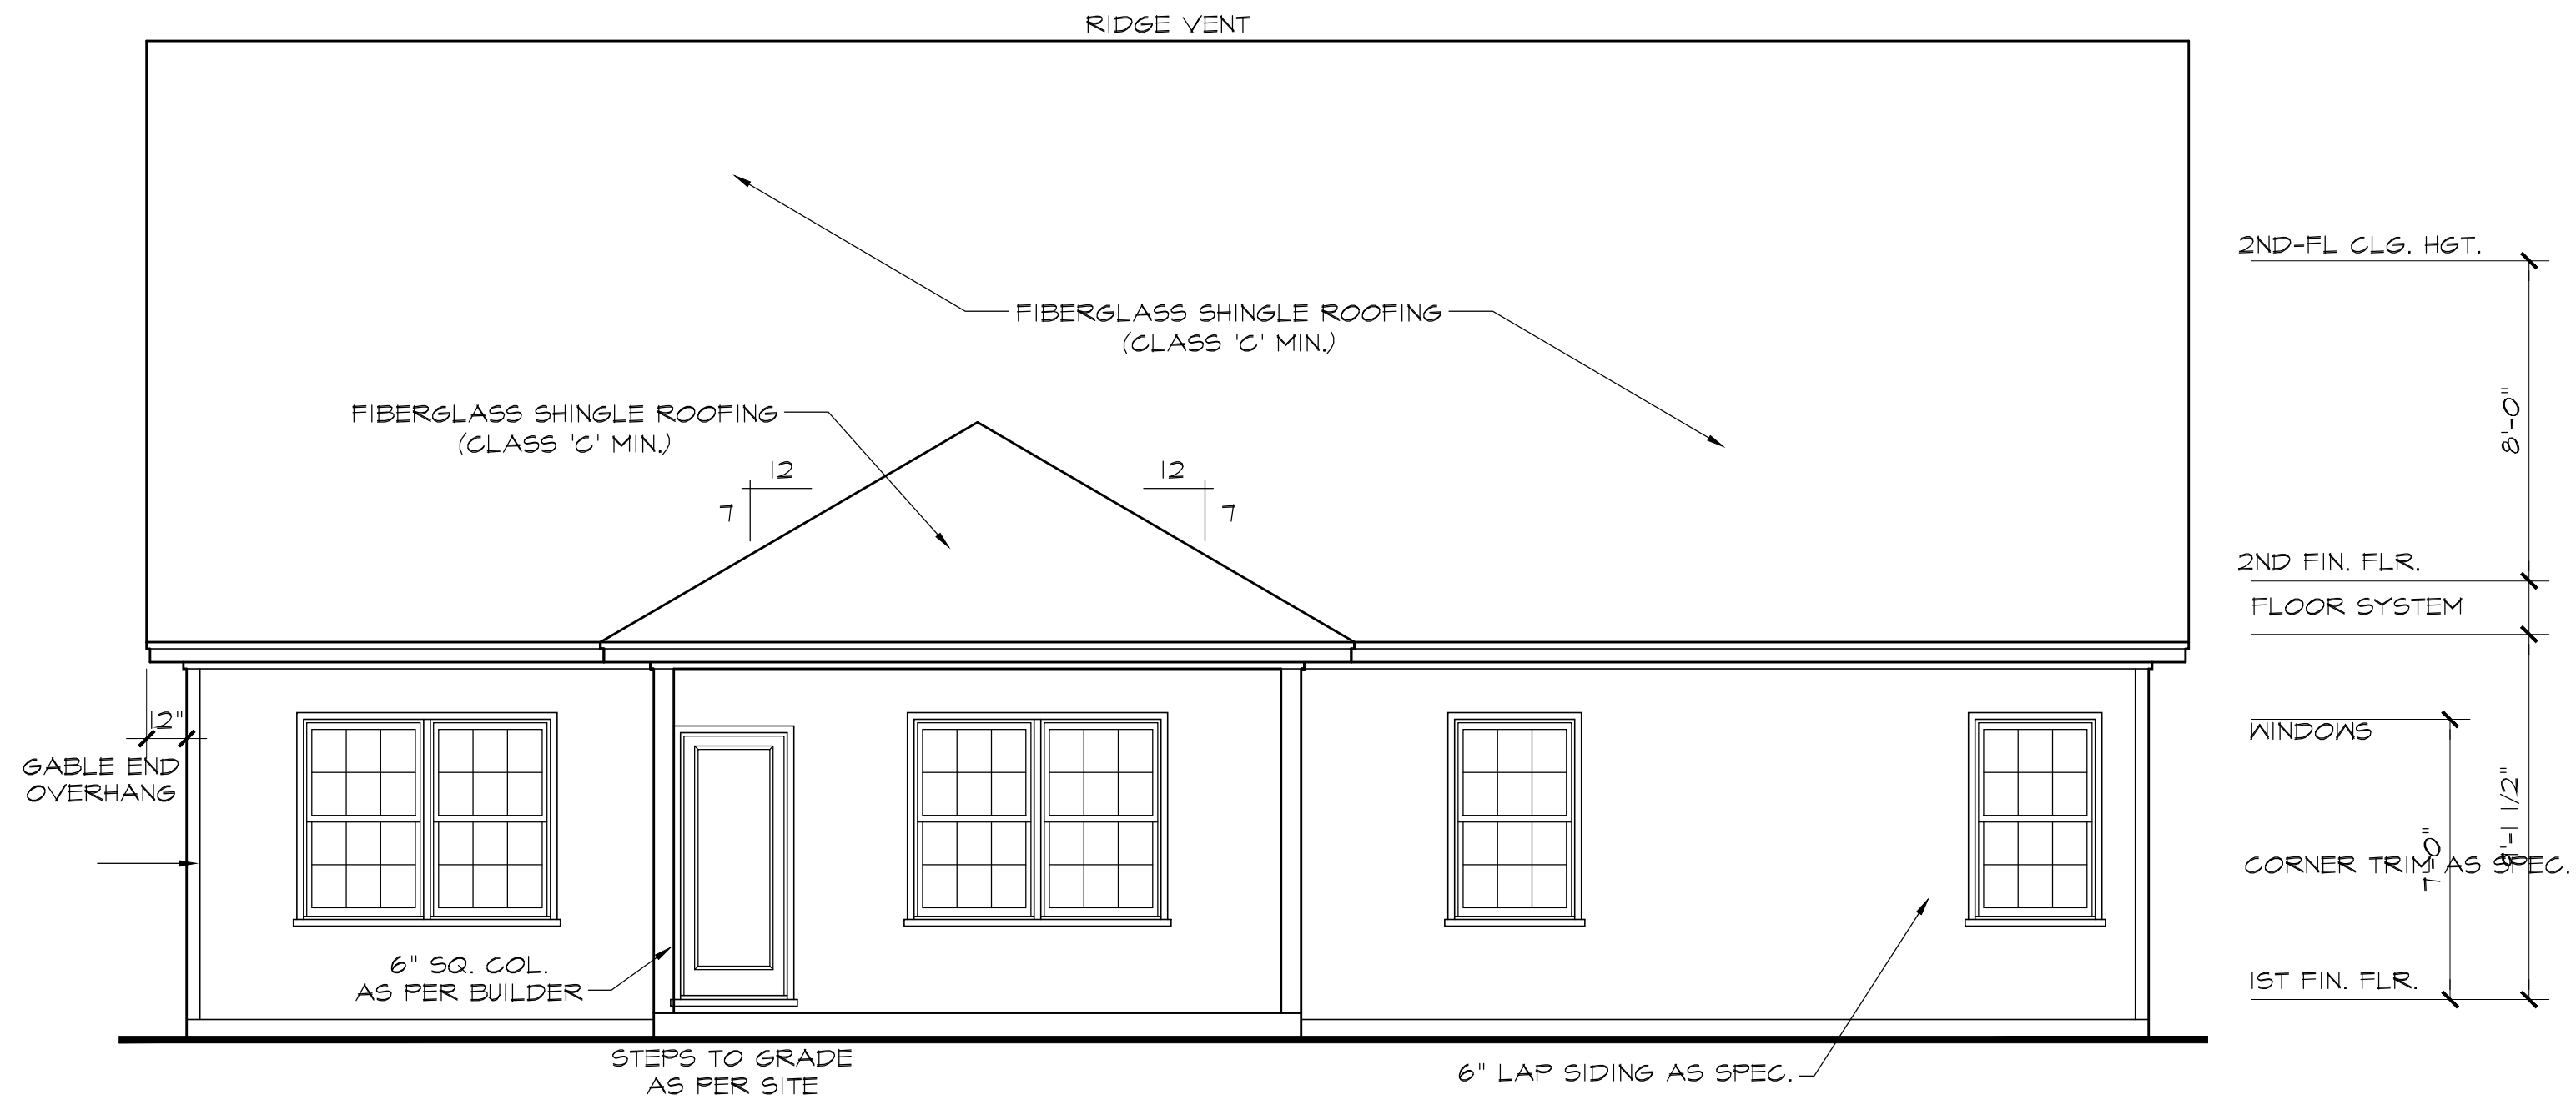 RIDGE VENT
2ND-FL CLG. HGT.
FIBERGLASS SHINGLE ROOFING
(CLASS 'C' MIN.)
8'-0"
FIBERGLASS SHINGLE ROOFING
(CLASS 'C' MIN.)
12
7
12
7
2ND FIN. FLR.
FLOOR SYSTEM
12"
GABLE END
OVERHANG
WINDOWS
9'-1 1/2"
7'-0"
CORNER TRIM AS SPEC.
6" SQ. COL.
AS PER BUILDER
1ST FIN. FLR.
STEPS TO GRADE
AS PER SITE
6" LAP SIDING AS SPEC.